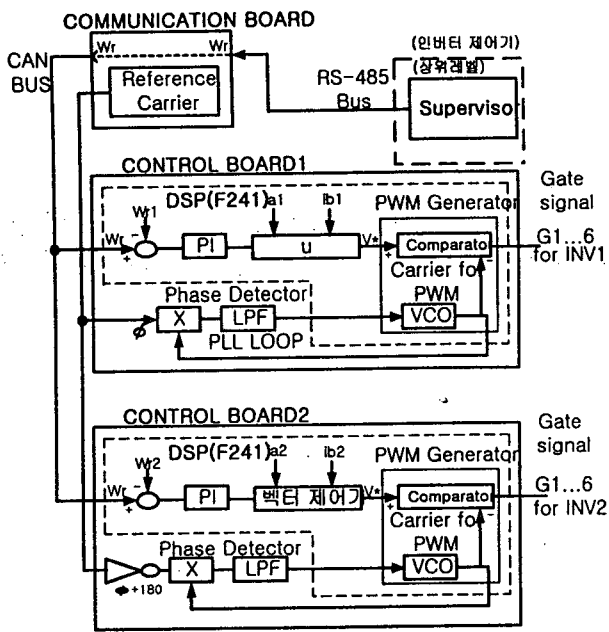 COMMUNICATION BOARD
CAN
BUS
Wr
Wr
Reference
Carrier
RS-485
Bus
(인버터 제어기)
(상위레벨)
Superviso
CONTROL BOARD1
DSP(F241)
a1
ib1
Wr1
-
Wr
+
PI
u
V*
PWM Generator
+
Comparato
-
Carrier fo
PWM
VCO
Gate
signal
G1...6
for INV1
Phase Detector
ϕ
X
LPF
PLL LOOP
CONTROL BOARD2
DSP(F241)
a2
ib2
Wr2
-
Wr
+
PI
벡터 제어기
V*
PWM Generator
+
Comparato
-
Carrier fo
PWM
VCO
Gate
signal
G1...6
for INV2
Phase Detector
X
LPF
ϕ+180